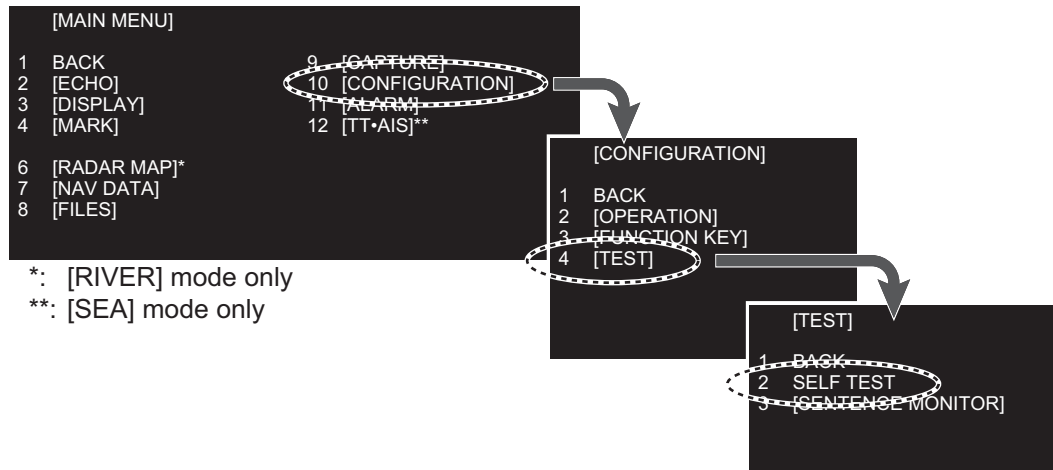 [MAIN MENU]
1 BACK
2 [ECHO]
3 [DISPLAY]
4 [MARK]
6 [RADAR MAP]*
7 [NAV DATA]
8 [FILES]
9 [CAPTURE]
10 [CONFIGURATION]
11 [ALARM]
12 [TT•AIS]**
*: [RIVER] mode only
**: [SEA] mode only
[CONFIGURATION]
1 BACK
2 [OPERATION]
3 [FUNCTION KEY]
4 [TEST]
[TEST]
1 BACK
2 SELF TEST
3 [SENTENCE MONITOR]